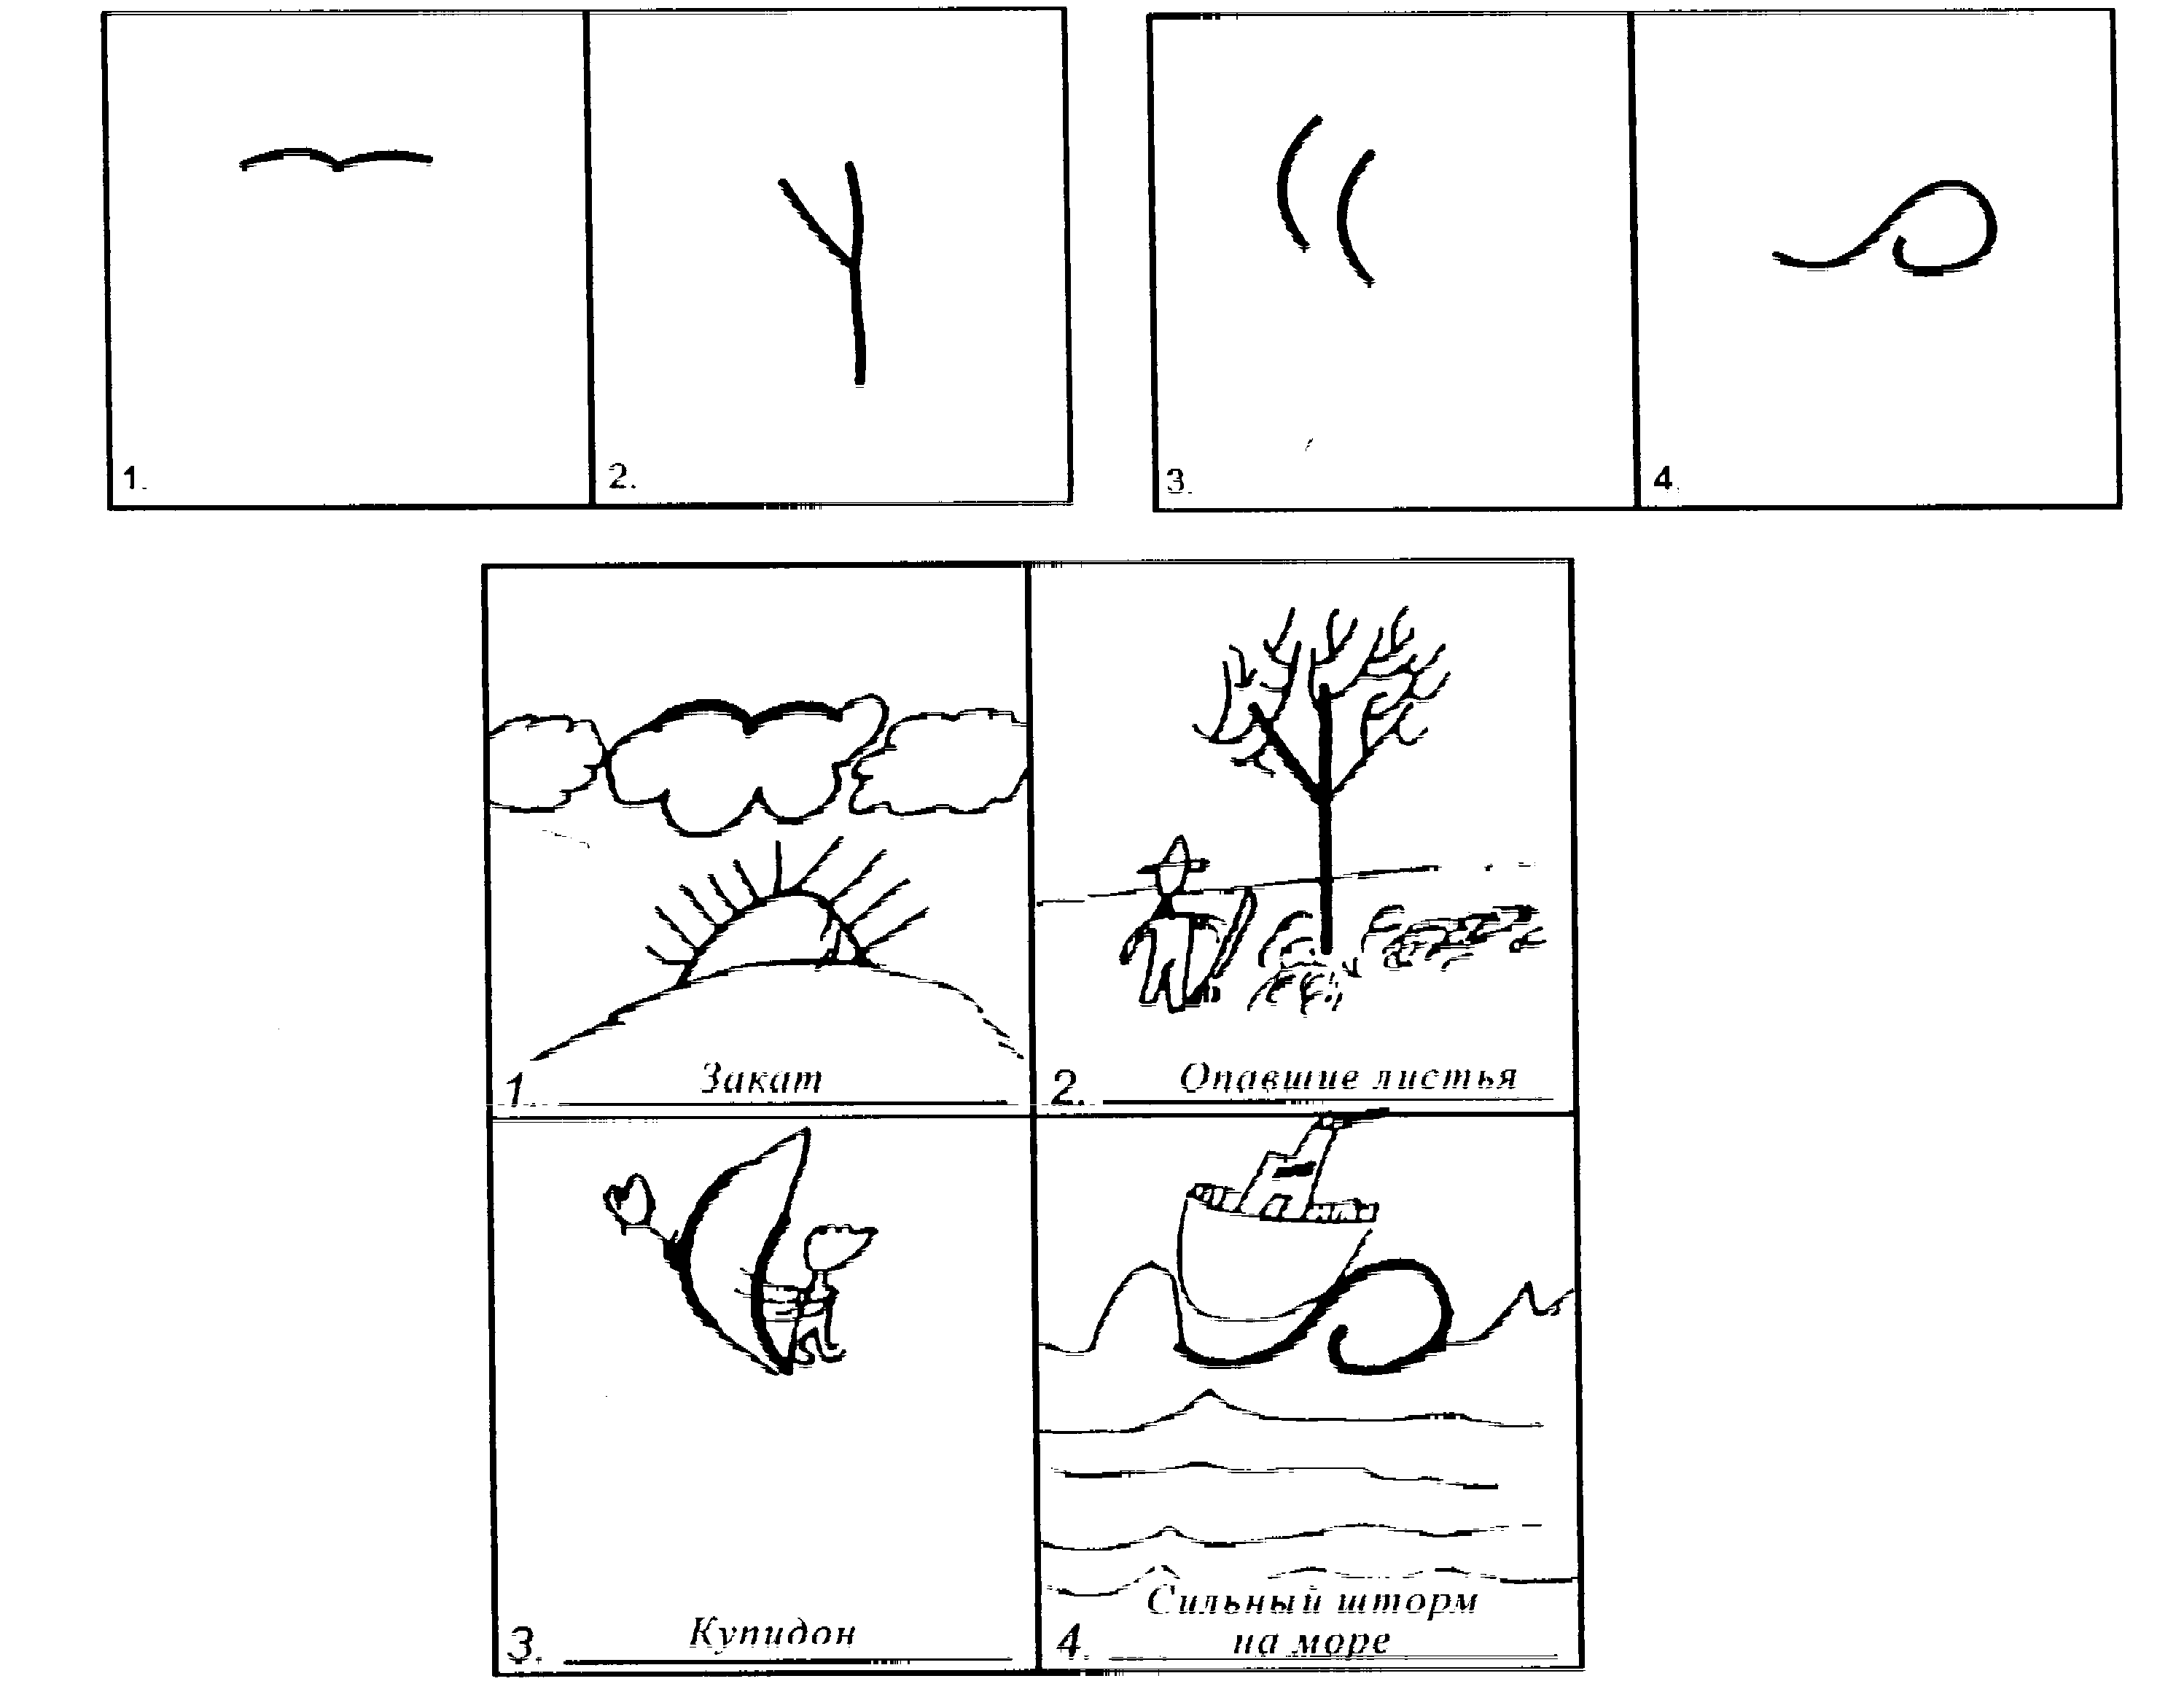 1.
2.
3.
4.
1. Закат
2. Опавшие листья
3. Купидон
4. Сильный шторм
на море